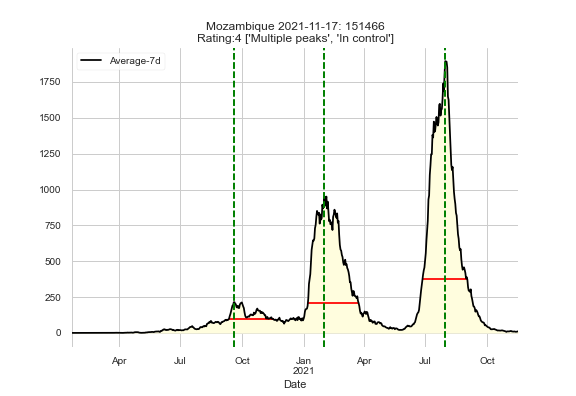 Mozambique 2021-11-17: 151466
Rating:4 ['Multiple peaks', 'In control']
Average-7d
1750
1500
1250
1000
750
500
250
0
Apr Jul Oct Jan Apr Jul Oct
2021
Date